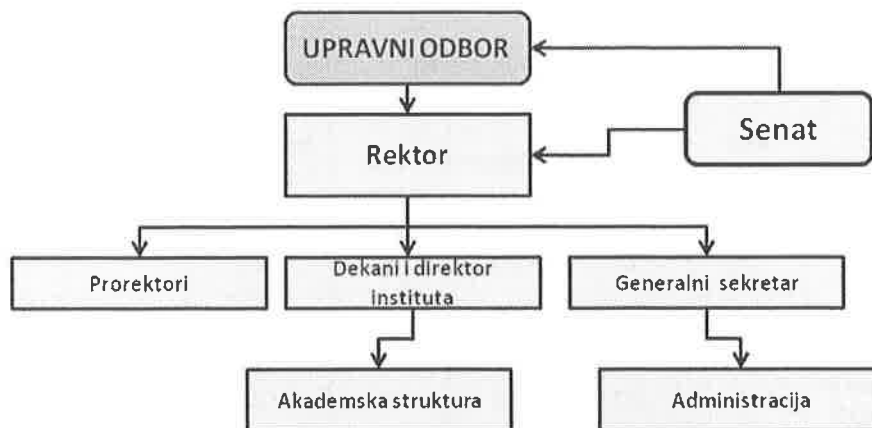 UPRAVNI ODBOR
Senat
Rektor
Prorektori
Dekani i direktor
instituta
Generalni sekretar
Akademska struktura
Administracija